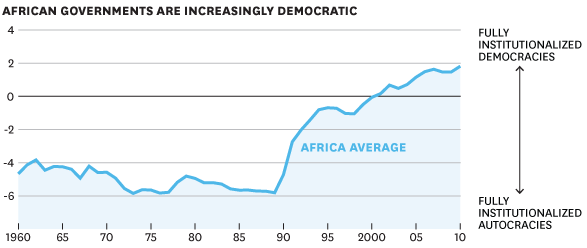 AFRICAN GOVERNMENTS ARE INCREASINGLY DEMOCRATIC
4
2
0
-2
-4
-6
FULLY
INSTITUTIONALIZED
DEMOCRACIES
AFRICA AVERAGE
FULLY
INSTITUTIONALIZED
AUTOCRACIES
1960 65 70 75 80 85 90 95 2000 05 10